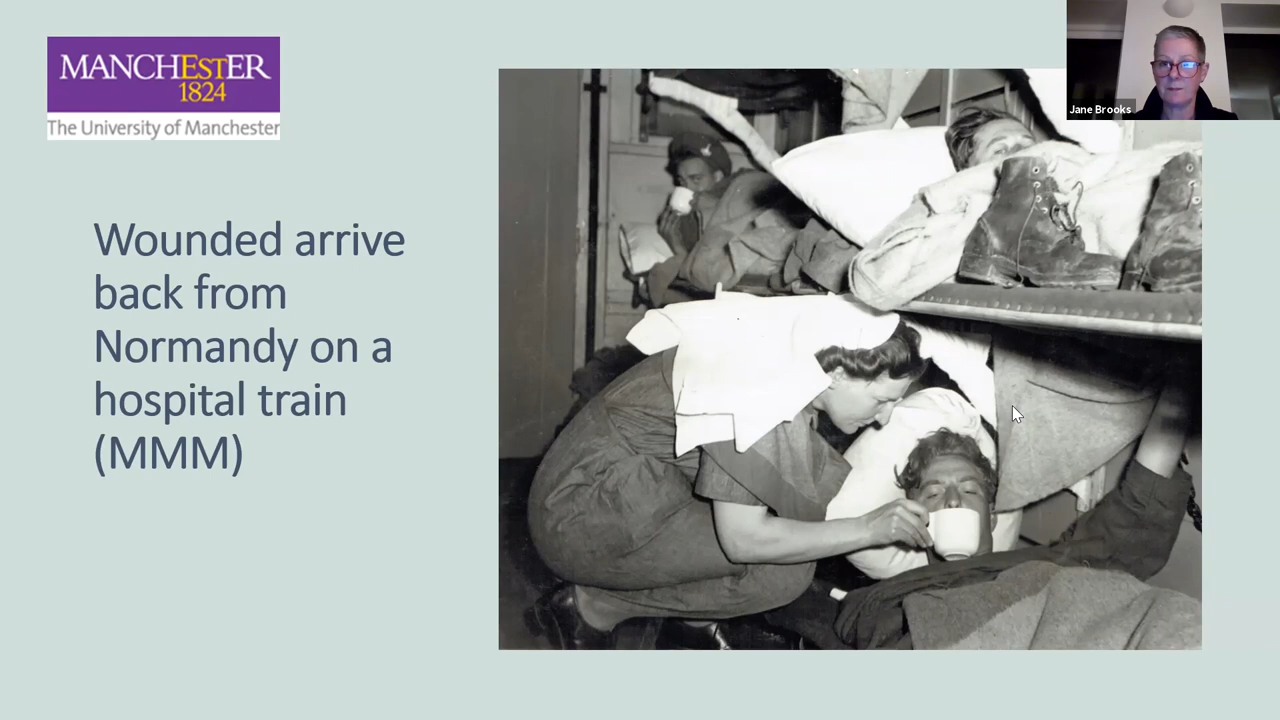 MANCHESTER
1824
The University of Manchester
Jane Brooks
Wounded arrive
back from
Normandy on a
hospital train
(MMM)